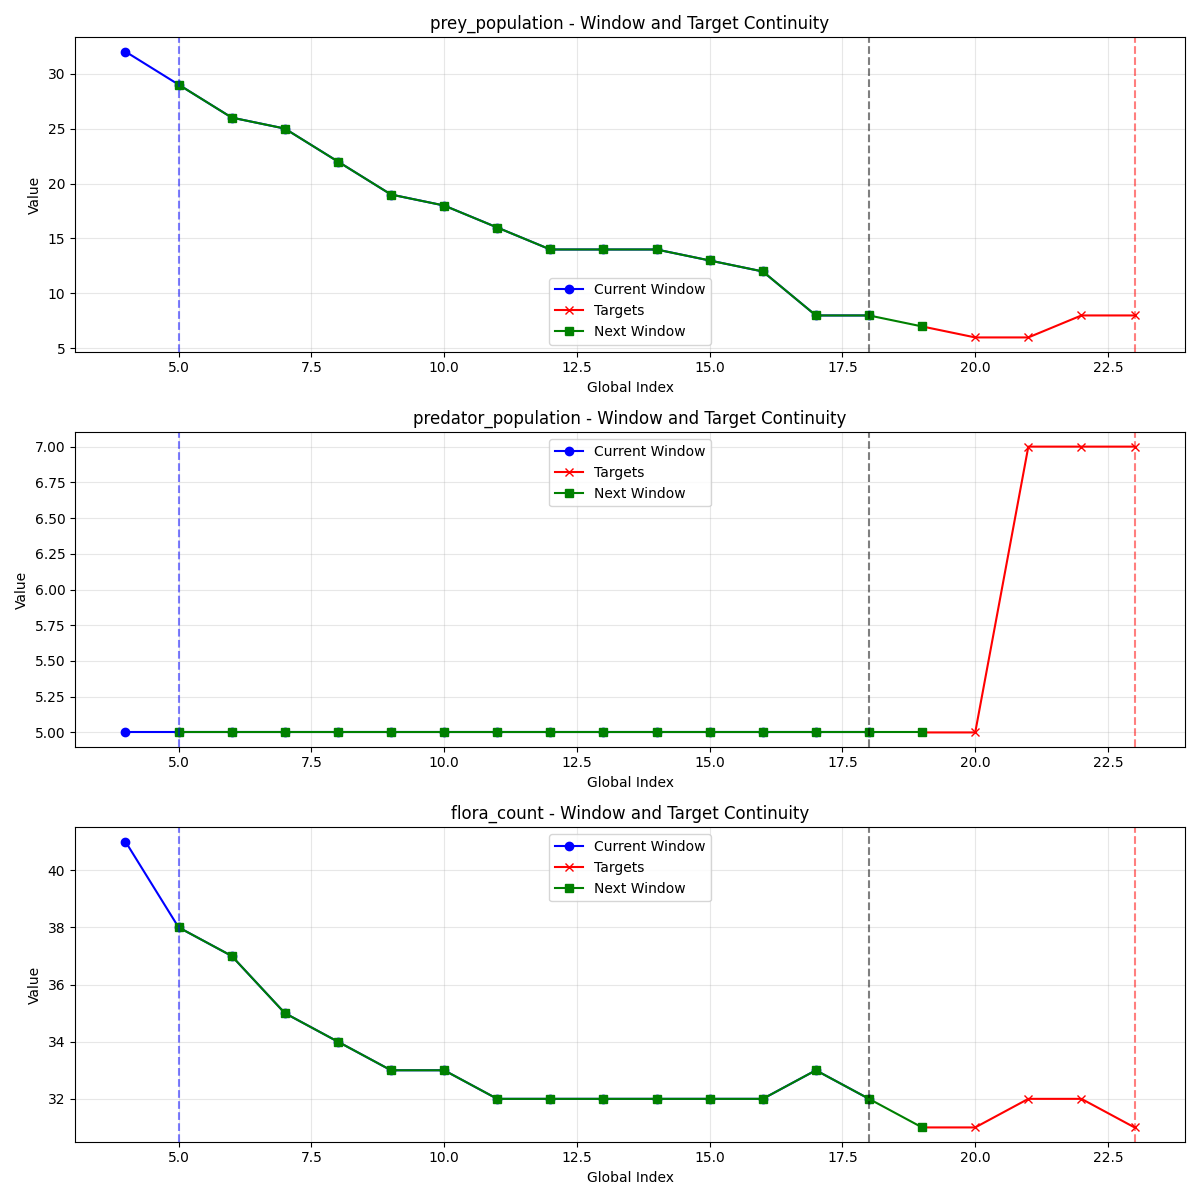 prey_population - Window and Target Continuity
30
25
20
15
10
5
Value
Current Window
Targets
Next Window
5.0 7.5 10.0 12.5 15.0 17.5 20.0 22.5
Global Index
predator_population - Window and Target Continuity
7.00
6.75
6.50
6.25
6.00
5.75
5.50
5.25
5.00
Value
Current Window
Targets
Next Window
5.0 7.5 10.0 12.5 15.0 17.5 20.0 22.5
Global Index
flora_count - Window and Target Continuity
40
38
36
34
32
Value
Current Window
Targets
Next Window
5.0 7.5 10.0 12.5 15.0 17.5 20.0 22.5
Global Index